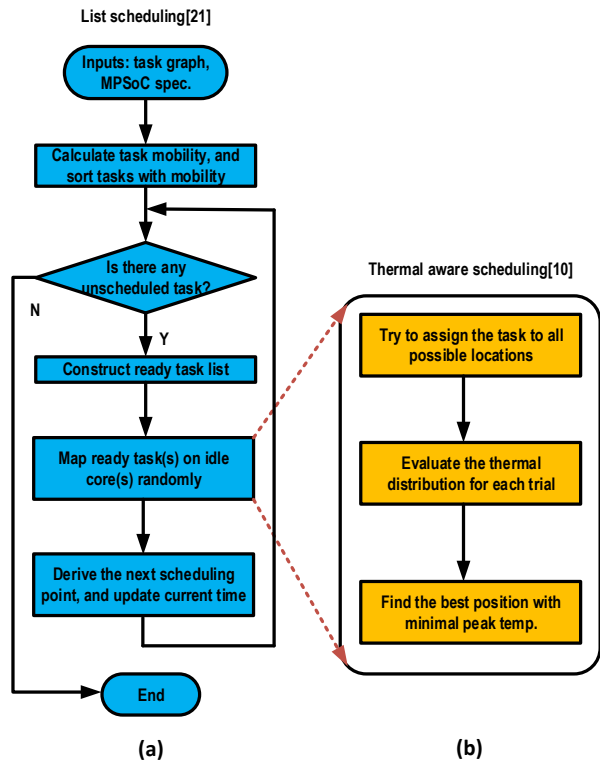 List scheduling[21]
Inputs: task graph,
MPSoC spec.
Calculate task mobility, and
sort tasks with mobility
Is there any
unscheduled task?
N
Y
Construct ready task list
Map ready task(s) on idle
core(s) randomly
Derive the next scheduling
point, and update current time
End
(a)
Thermal aware scheduling[10]
Try to assign the task to all
possible locations
Evaluate the thermal
distribution for each trial
Find the best position with
minimal peak temp.
(b)